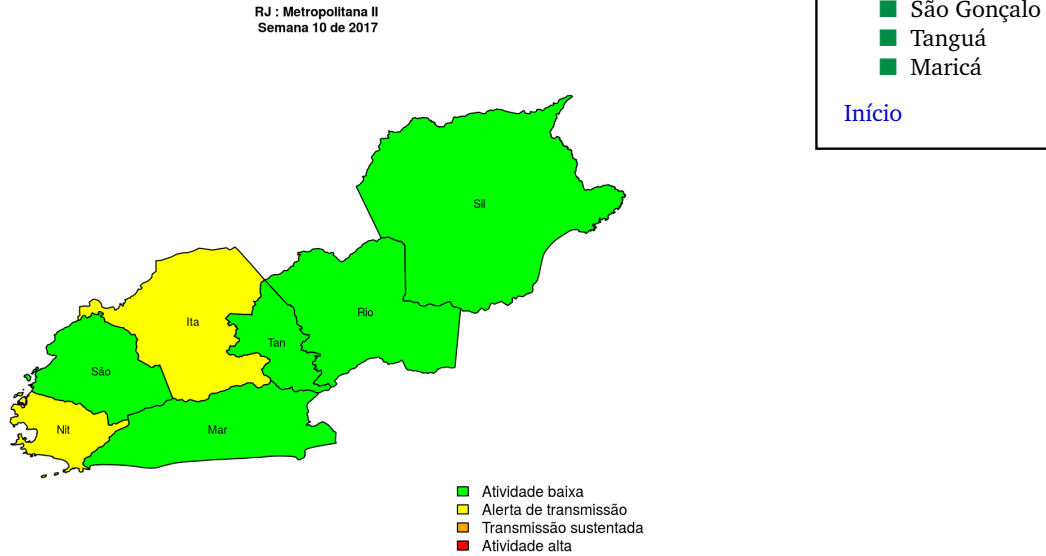 RJ : Metropolitana II
Semana 10 de 2017
São Gonçalo
Tanguá
Maricá
Início
Sil
Rio
Ita
Tan
São
Nit
Mar
Atividade baixa
Alerta de transmissão
Transmissão sustentada
Atividade alta